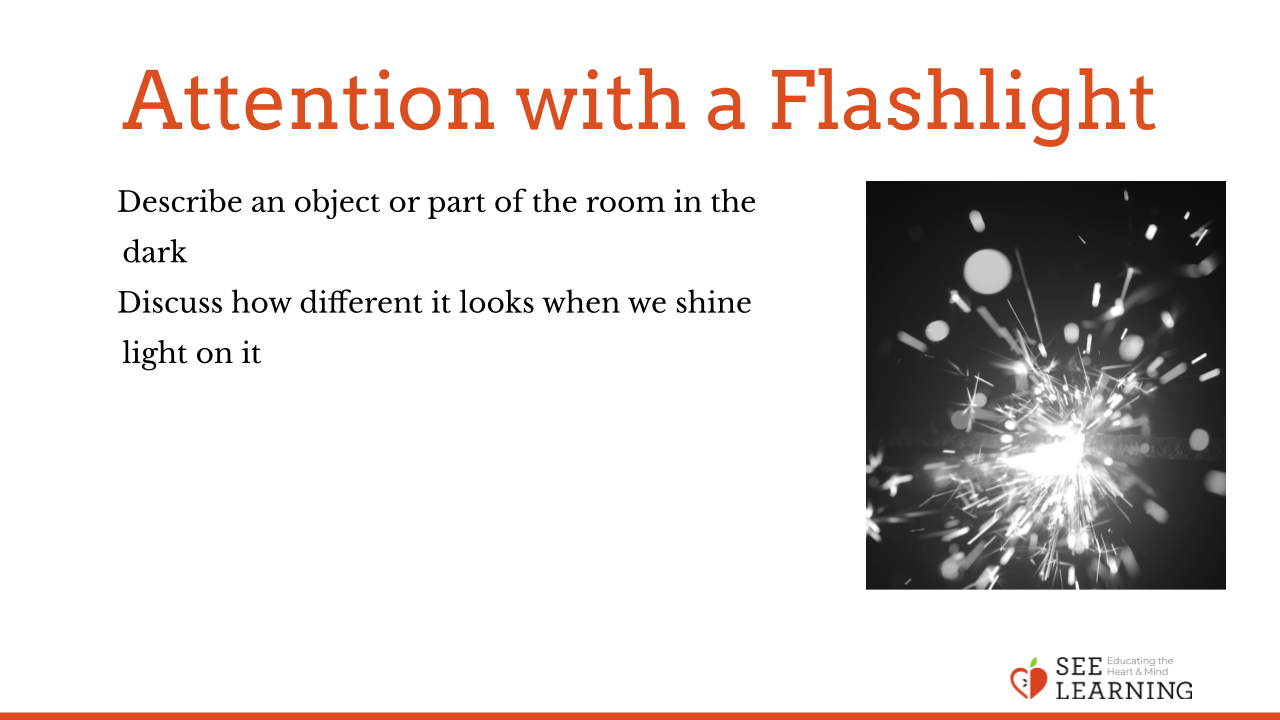 Attention with a Flashlight
Describe an object or part of the room in the
dark
Discuss how different it looks when we shine
light on it
SEE Educating the
Heart & Mind
LEARNING